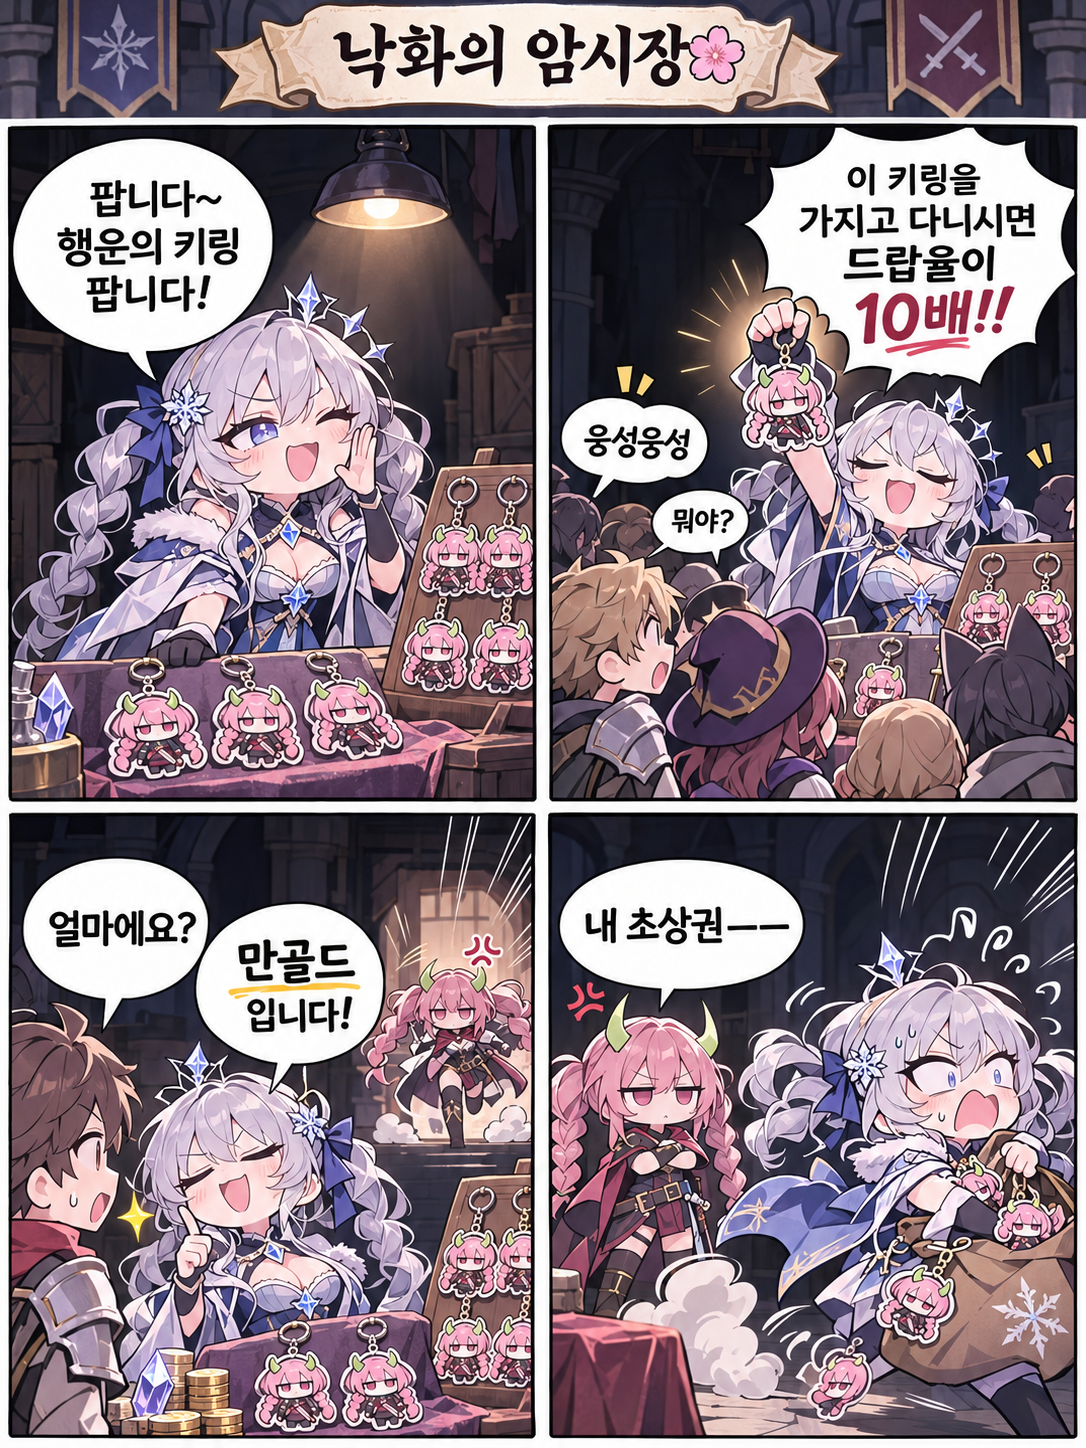 낙화의 암시장
팝니다~
행운의 키링
팝니다!
이 키링을
가지고 다니시면
드랍율이
10배!!
웅성웅성
뭐야?
얼마에요?
만골드
입니다!
내 초상권——